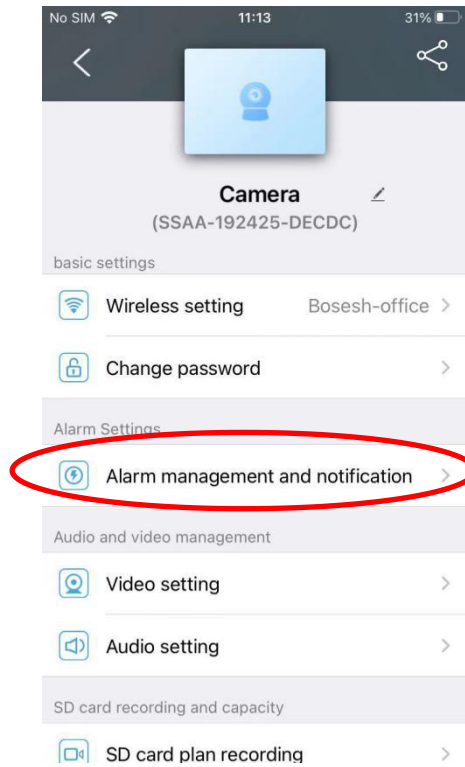 No SIM 11:13 31%
Camera
(SSAA-192425-DECDC)
basic settings
Wireless setting Bosesh-office
Change password
Alarm Settings
Alarm management and notification
Audio and video management
Video setting
Audio setting
SD card recording and capacity
SD card plan recording